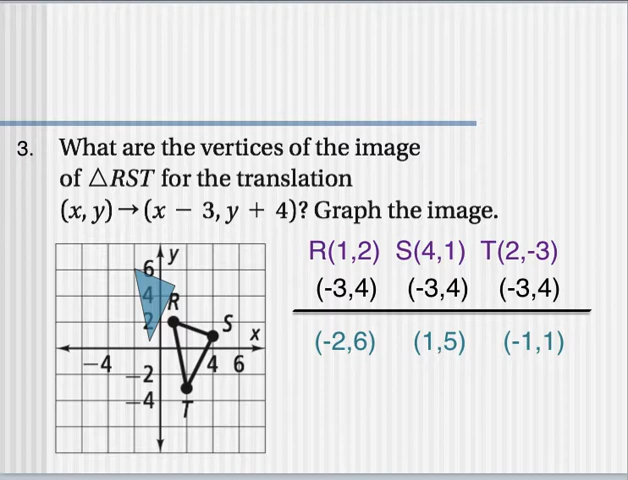 3. What are the vertices of the image
of △RST for the translation
(x, y) → (x − 3, y + 4)? Graph the image.
R(1,2) S(4,1) T(2,-3)
(-3,4) (-3,4) (-3,4)
(-2,6) (1,5) (-1,1)
6 y
4 R
2 S
x
−4 4 6
−2
−4 T